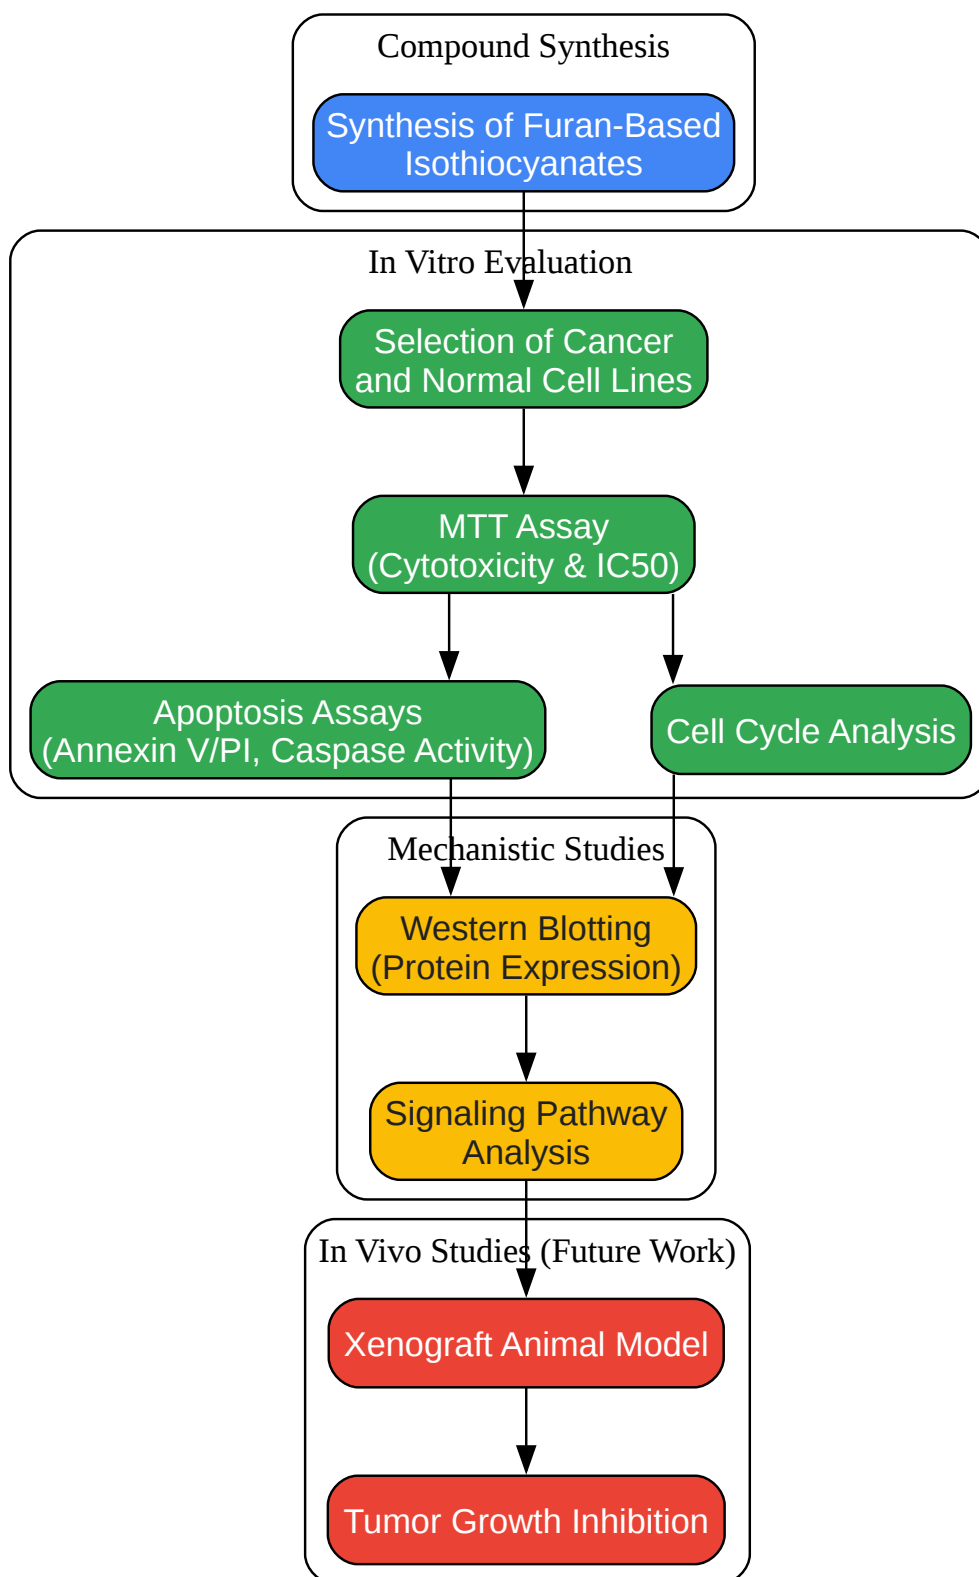 Compound Synthesis
Synthesis of Furan-Based
Isothiocyanates
In Vitro Evaluation
Selection of Cancer
and Normal Cell Lines
MTT Assay
(Cytotoxicity & IC50)
Apoptosis Assays
(Annexin V/PI, Caspase Activity)
Cell Cycle Analysis
Mechanistic Studies
Western Blotting
(Protein Expression)
Signaling Pathway
Analysis
In Vivo Studies (Future Work)
Xenograft Animal Model
Tumor Growth Inhibition